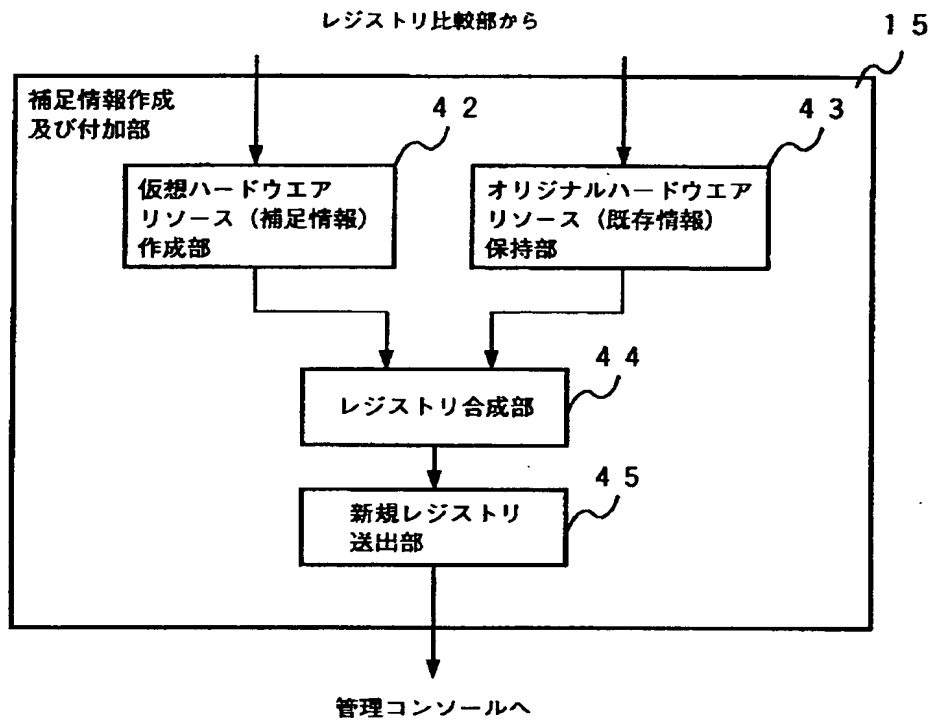 レジストリ比較部から
15
補足情報作成
及び付加部
42
仮想ハードウエア
リソース（補足情報）
作成部
43
オリジナルハードウエア
リソース（既存情報）
保持部
44
レジストリ合成部
45
新規レジストリ
送出部
管理コンソールへ